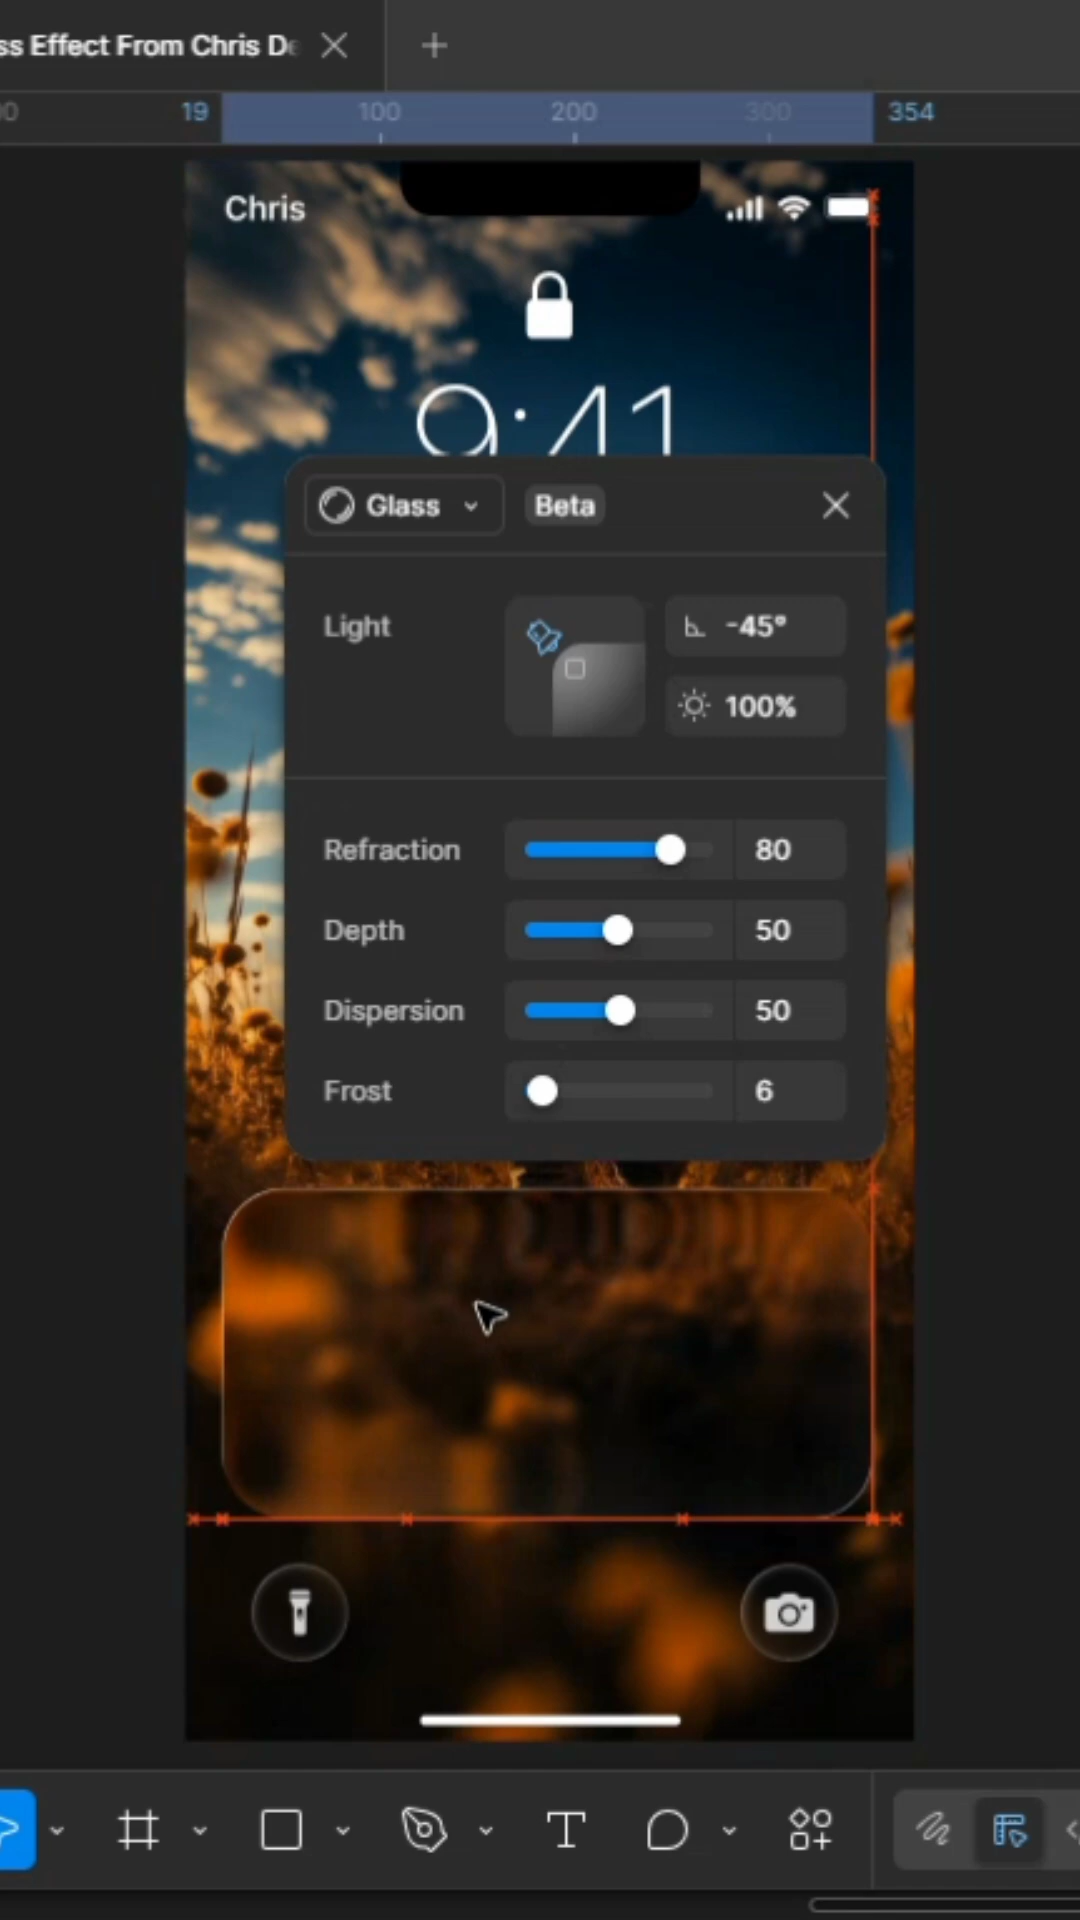 ss Effect From Chris De
00 19 100 200 300 354
Chris
9:41
Glass Beta
Light -45°
100%
Refraction 80
Depth 50
Dispersion 50
Frost 6